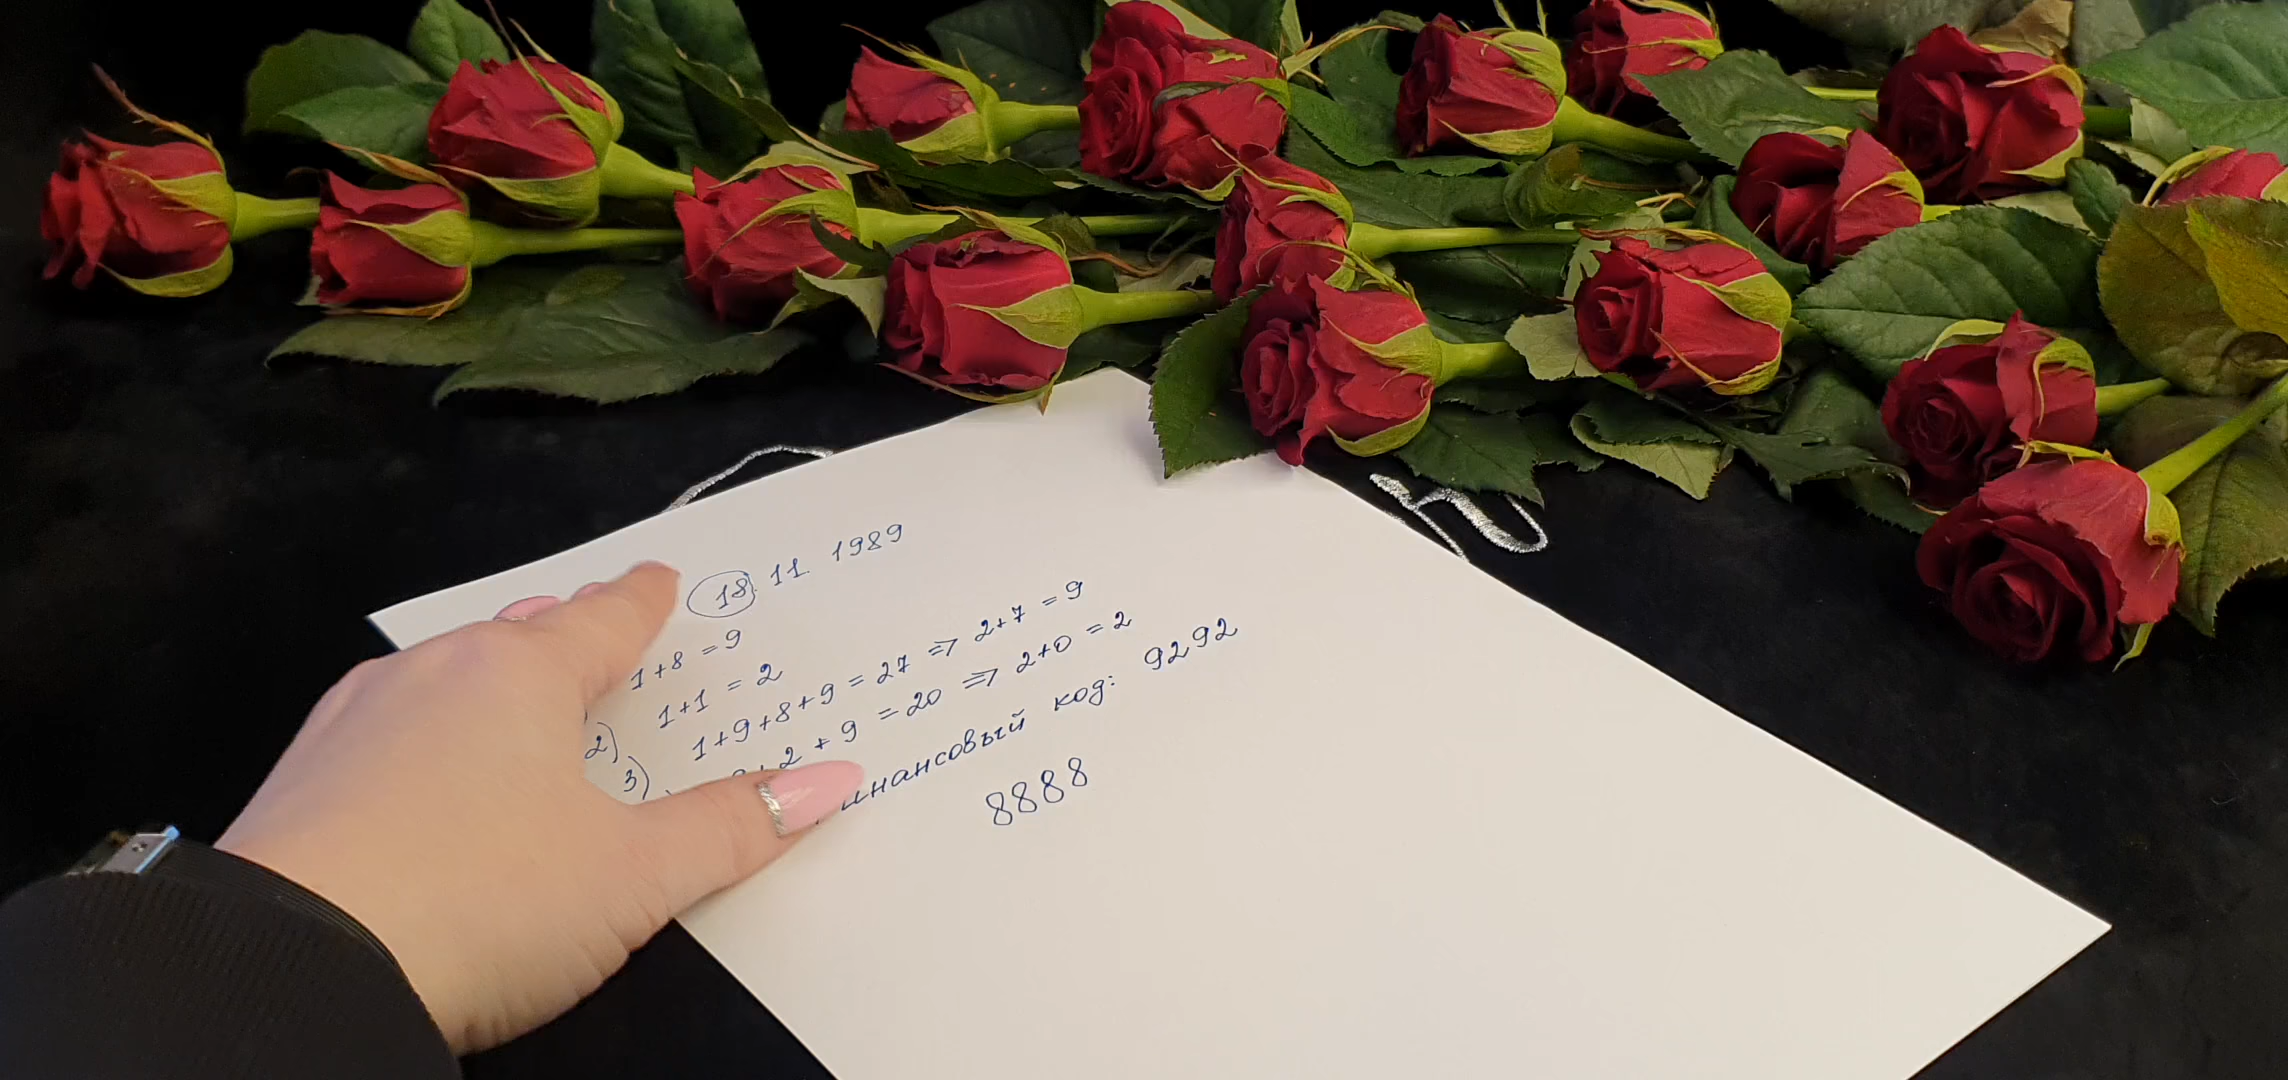 18. 11. 1989
1+8 = 9
2) 1+1 = 2
3) 1+9+8+9 = 27 => 2+7 = 9
2 + 9 = 20 => 2+0 = 2
код: 9292
8888